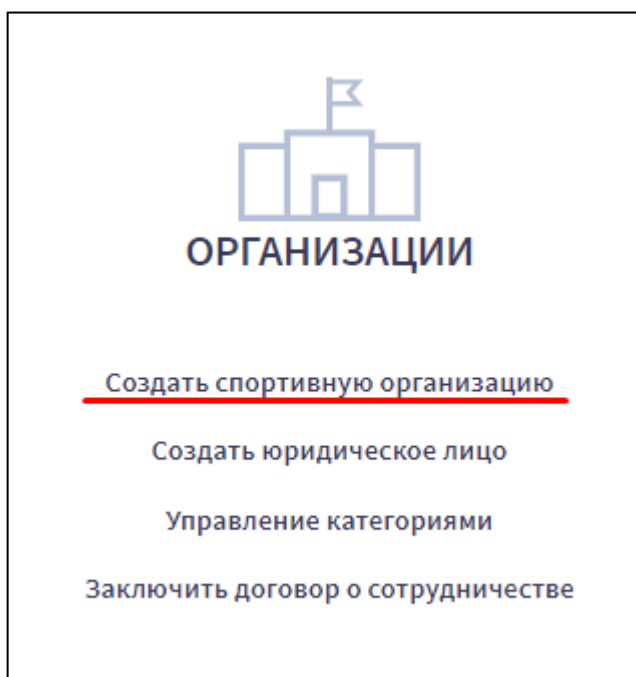 ОРГАНИЗАЦИИ
Создать спортивную организацию
Создать юридическое лицо
Управление категориями
Заключить договор о сотрудничестве